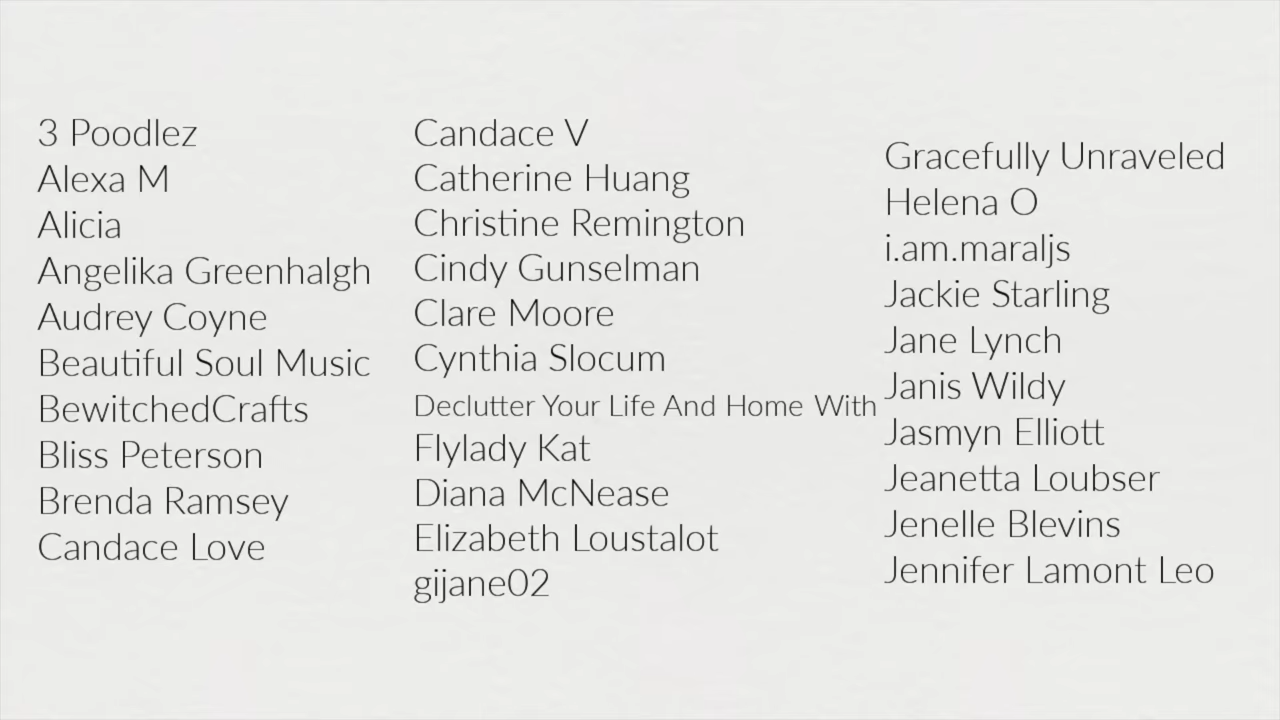 3 Poodlez
Alexa M
Alicia
Angelika Greenhalgh
Audrey Coyne
Beautiful Soul Music
BewitchedCrafts
Bliss Peterson
Brenda Ramsey
Candace Love
Candace V
Catherine Huang
Christine Remington
Cindy Gunselman
Clare Moore
Cynthia Slocum
Declutter Your Life And Home With
Flylady Kat
Diana McNease
Elizabeth Loustalot
gijane02
Gracefully Unraveled
Helena O
i.am.maraljs
Jackie Starling
Jane Lynch
Janis Wildy
Jasmyn Elliott
Jeanetta Loubser
Jenelle Blevins
Jennifer Lamont Leo